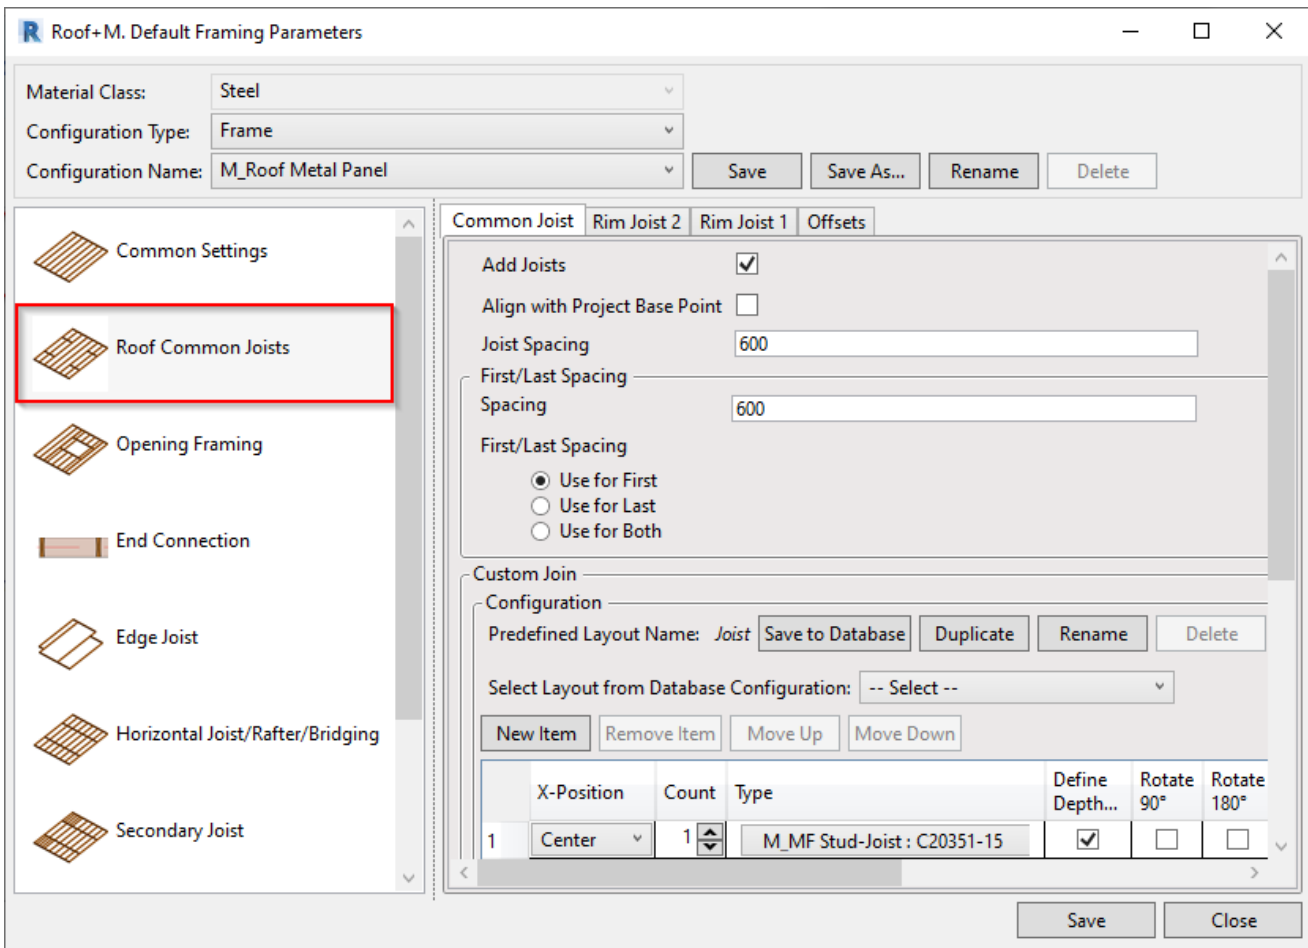 Roof+M. Default Framing Parameters
Material Class: Steel
Configuration Type: Frame
Configuration Name: M_Roof Metal Panel Save Save As... Rename Delete
Common Settings
Roof Common Joists
Opening Framing
End Connection
Edge Joist
Horizontal Joist/Rafter/Bridging
Secondary Joist
Common Joist Rim Joist 2 Rim Joist 1 Offsets
Add Joists
Align with Project Base Point
Joist Spacing 600
First/Last Spacing
Spacing 600
First/Last Spacing
Use for First
Use for Last
Use for Both
Custom Join
Configuration
Predefined Layout Name: Joist Save to Database Duplicate Rename Delete
Select Layout from Database Configuration: -- Select --
New Item Remove Item Move Up Move Down
X-Position Count Type Define Depth... Rotate 90° Rotate 180°
1 Center 1 M_MF Stud-Joist : C20351-15
Save Close